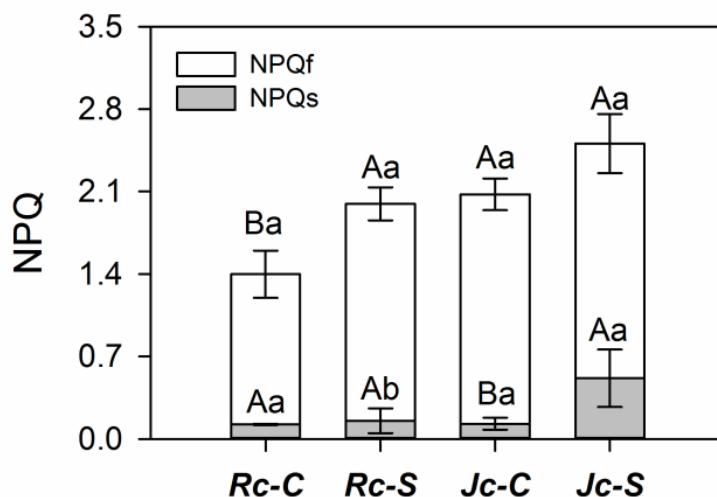 3.5
NPQf
NPQs
2.8
Aa
Aa
Aa
2.1
Ba
NPQ
1.4
Aa
0.7
Aa
Ab
Ba
0.0
Rc-C
Rc-S
Jc-C
Jc-S